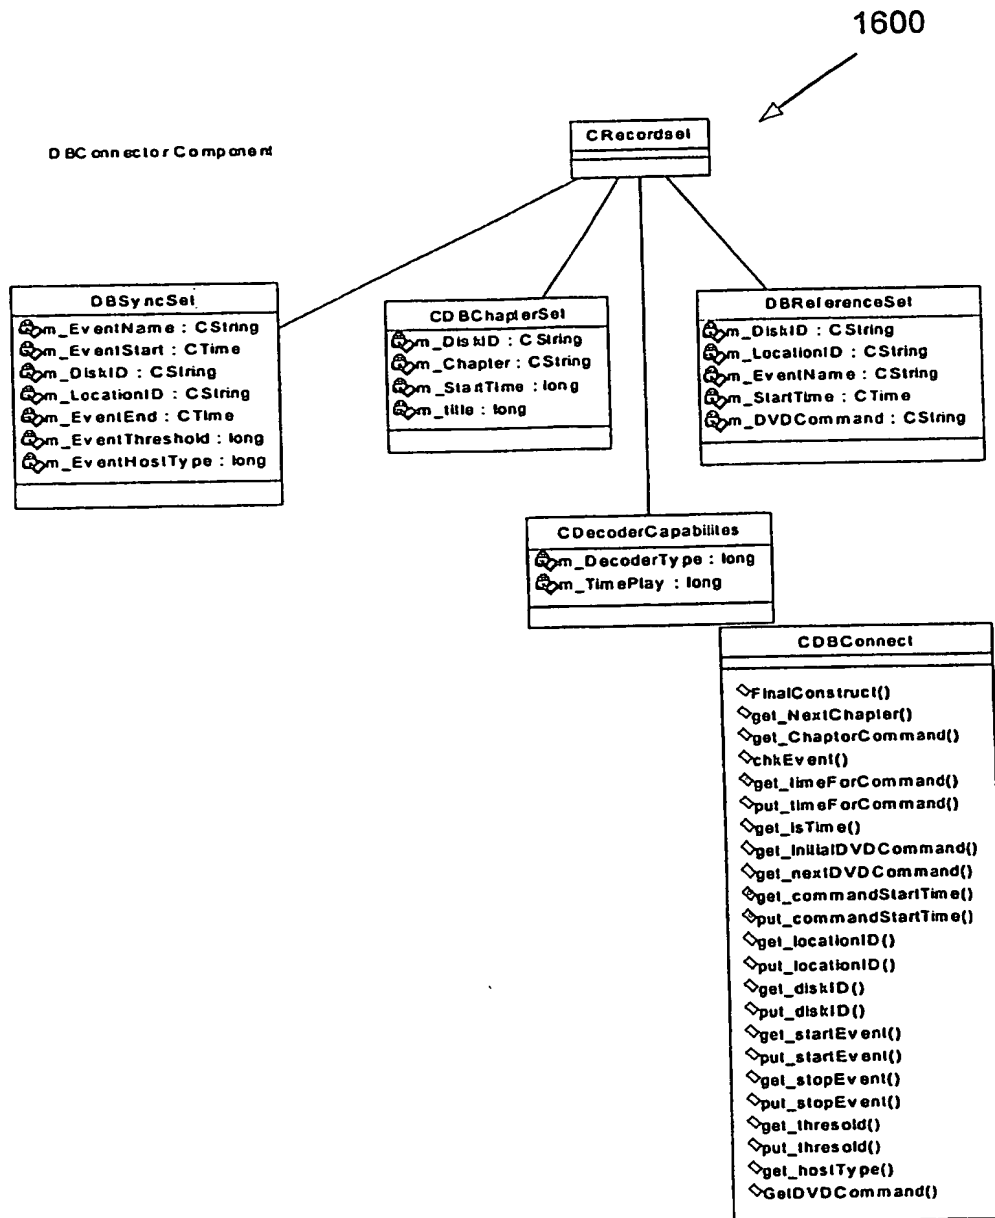 1600
DBConnector Component
CRecordset
DBSyncSet
m_EventName : CString
m_EventStart : CTime
m_DiskID : CString
m_LocationID : CString
m_EventEnd : CTime
m_EventThreshold : long
m_EventHostType : long
CDBChapterSet
m_DiskID : CString
m_Chapter : CString
m_StartTime : long
m_title : long
DBReferenceSet
m_DiskID : CString
m_LocationID : CString
m_EventName : CString
m_StartTime : CTime
m_DVDCommand : CString
CDecoderCapabilites
m_DecoderType : long
m_TimePlay : long
CDBConnect
FinalConstruct()
get_NextChapter()
get_ChaptorCommand()
chkEvent()
get_timeForCommand()
put_timeForCommand()
get_isTime()
get_initialDVDCommand()
get_nextDVDCommand()
get_commandStartTime()
put_commandStartTime()
get_locationID()
put_locationID()
get_diskID()
put_diskID()
get_startEvent()
put_startEvent()
get_stopEvent()
put_stopEvent()
get_thresold()
put_thresold()
get_hostType()
GetDVDCommand()